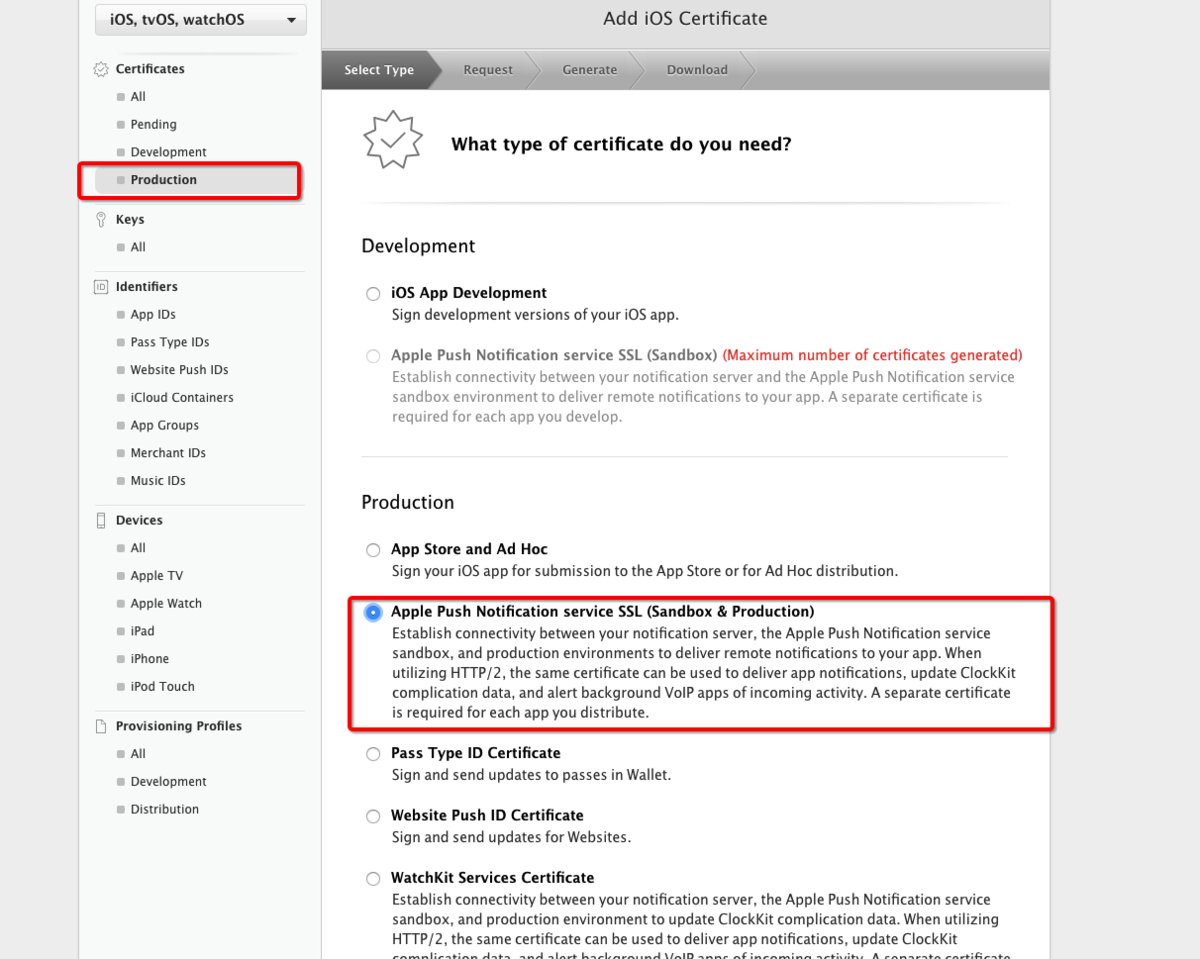 iOS, tvOS, watchOS
Certificates
All
Pending
Development
Production
Keys
All
ID
Identifiers
App IDs
Pass Type IDs
Website Push IDs
iCloud Containers
App Groups
Merchant IDs
Music IDs
Devices
All
Apple TV
Apple Watch
iPad
iPhone
iPod Touch
Provisioning Profiles
All
Development
Distribution
Add iOS Certificate
Select Type
Request
Generate
Download
What type of certificate do you need?
Development
iOS App Development
Sign development versions of your iOS app.
Apple Push Notification service SSL (Sandbox) (Maximum number of certificates generated)
Establish connectivity between your notification server and the Apple Push Notification service
sandbox environment to deliver remote notifications to your app. A separate certificate is
required for each app you develop.
Production
App Store and Ad Hoc
Sign your iOS app for submission to the App Store or for Ad Hoc distribution.
Apple Push Notification service SSL (Sandbox & Production)
Establish connectivity between your notification server, the Apple Push Notification service
sandbox, and production environments to deliver remote notifications to your app. When
utilizing HTTP/2, the same certificate can be used to deliver app notifications, update ClockKit
complication data, and alert background VoIP apps of incoming activity. A separate certificate
is required for each app you distribute.
Pass Type ID Certificate
Sign and send updates to passes in Wallet.
Website Push ID Certificate
Sign and send updates for Websites.
WatchKit Services Certificate
Establish connectivity between your notification server, the Apple Push Notification service
sandbox, and production environment to update ClockKit complication data. When utilizing
HTTP/2, the same certificate can be used to deliver app notifications, update ClockKit
complication data, and alert background VoIP apps of incoming activity. A separate certificate